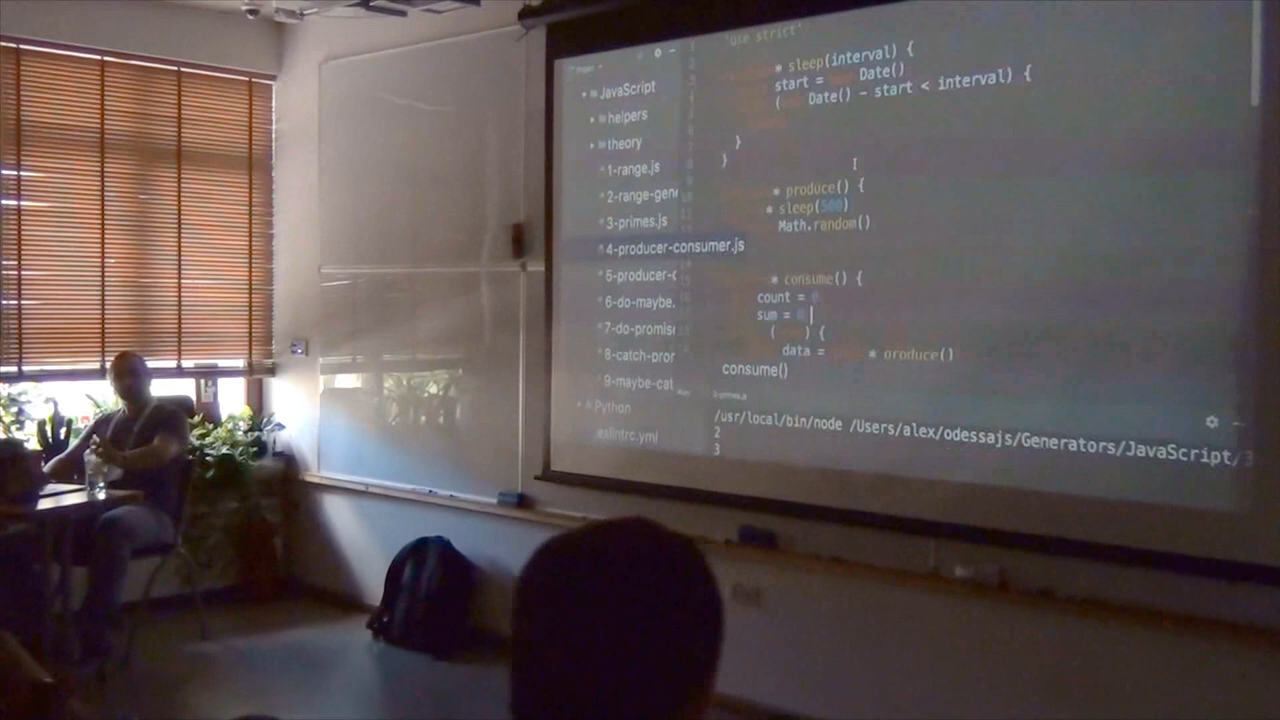 JavaScript
helpers
theory
1-range.js
2-range-gene
3-primes.js
4-producer-consumer.js
5-producer-c
6-do-maybe.
7-do-promise
8-catch-pror
9-maybe-cat
Python
eslintrc.yml
'use strict'
* sleep(interval) {
start = Date()
( Date() - start < interval) {
}
}
* produce() {
* sleep(500)
Math.random()
* consume() {
count = 0
sum = 0
( ) {
data = * produce()
consume()
/usr/local/bin/node /Users/alex/odessajs/Generators/JavaScript/3
2
3